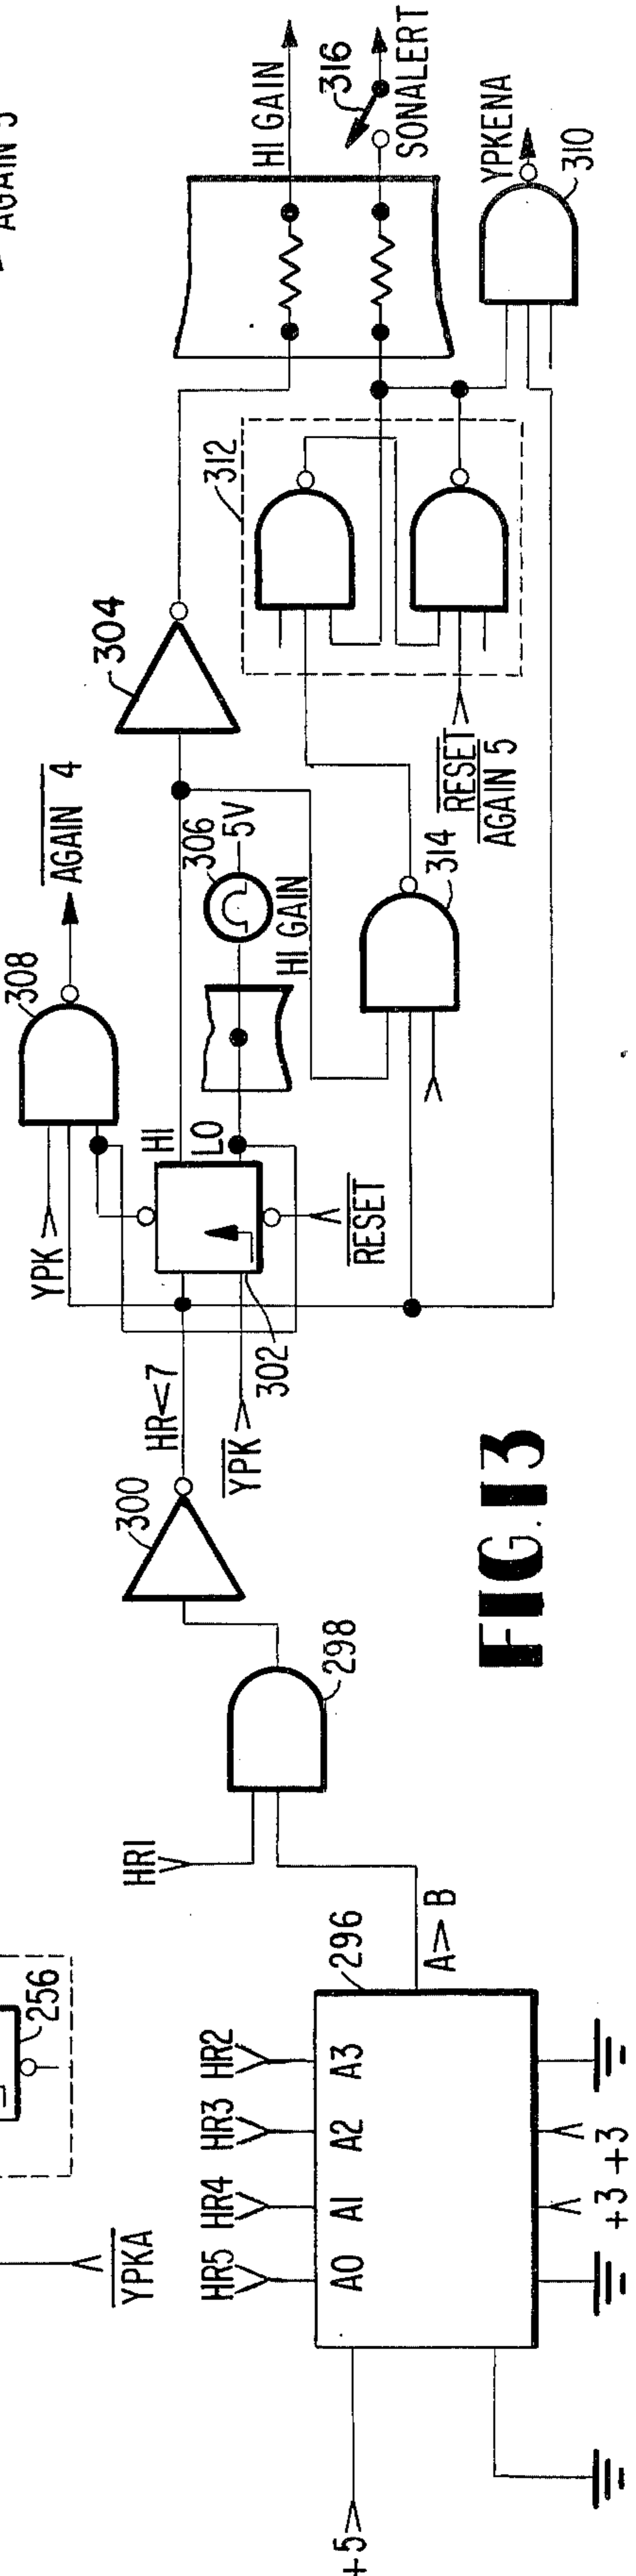 AGAIN 5
256
YPKA
+5
HR5
HR4
HR3
HR2
A0
A1
A2
A3
296
+3
+3
A>B
HR1
298
300
HR<7
YPK
302
YPK
HI
LO
RESET
308
AGAIN 4
306
5V
HI GAIN
304
314
RESET
AGAIN 5
312
HI GAIN
316
SONALERT
YPKENA
310
FIG. 13